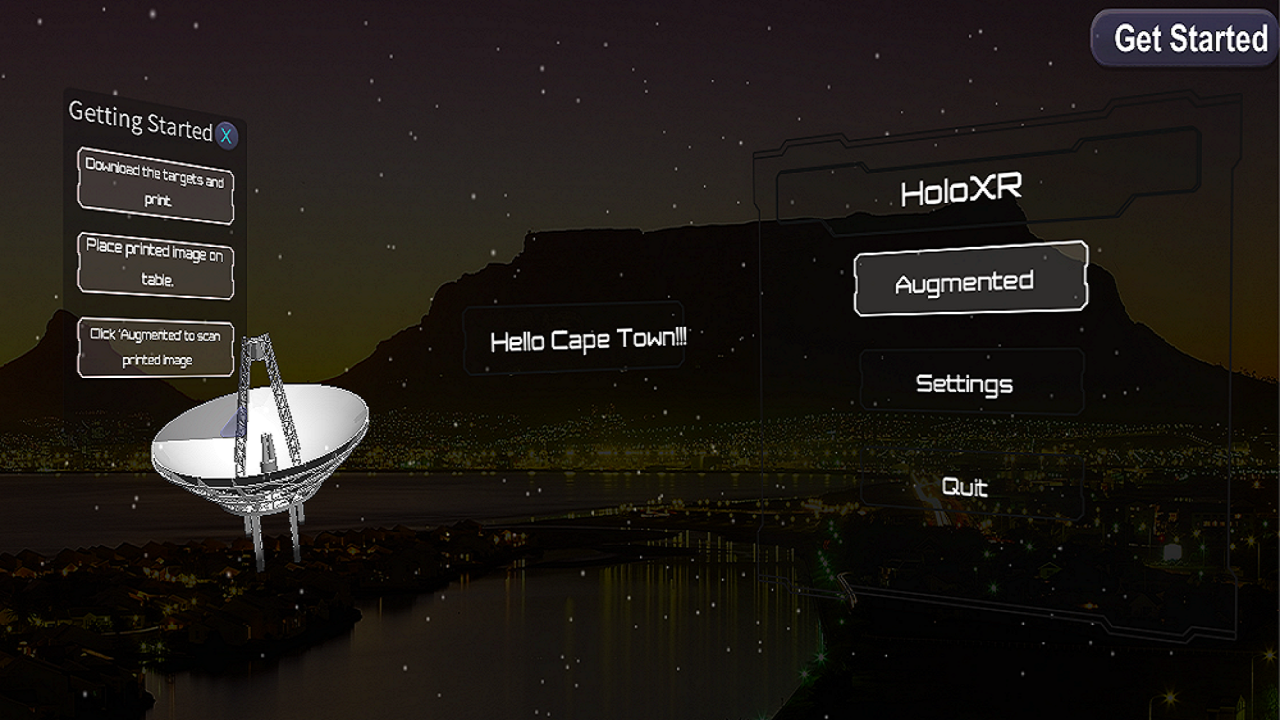 Get Started
Getting Started X
Download the targets and
print.
Place printed image on
table.
Click 'Augmented' to scan
printed image
Hello Cape Town!!!
HoloXR
Augmented
Settings
Quit